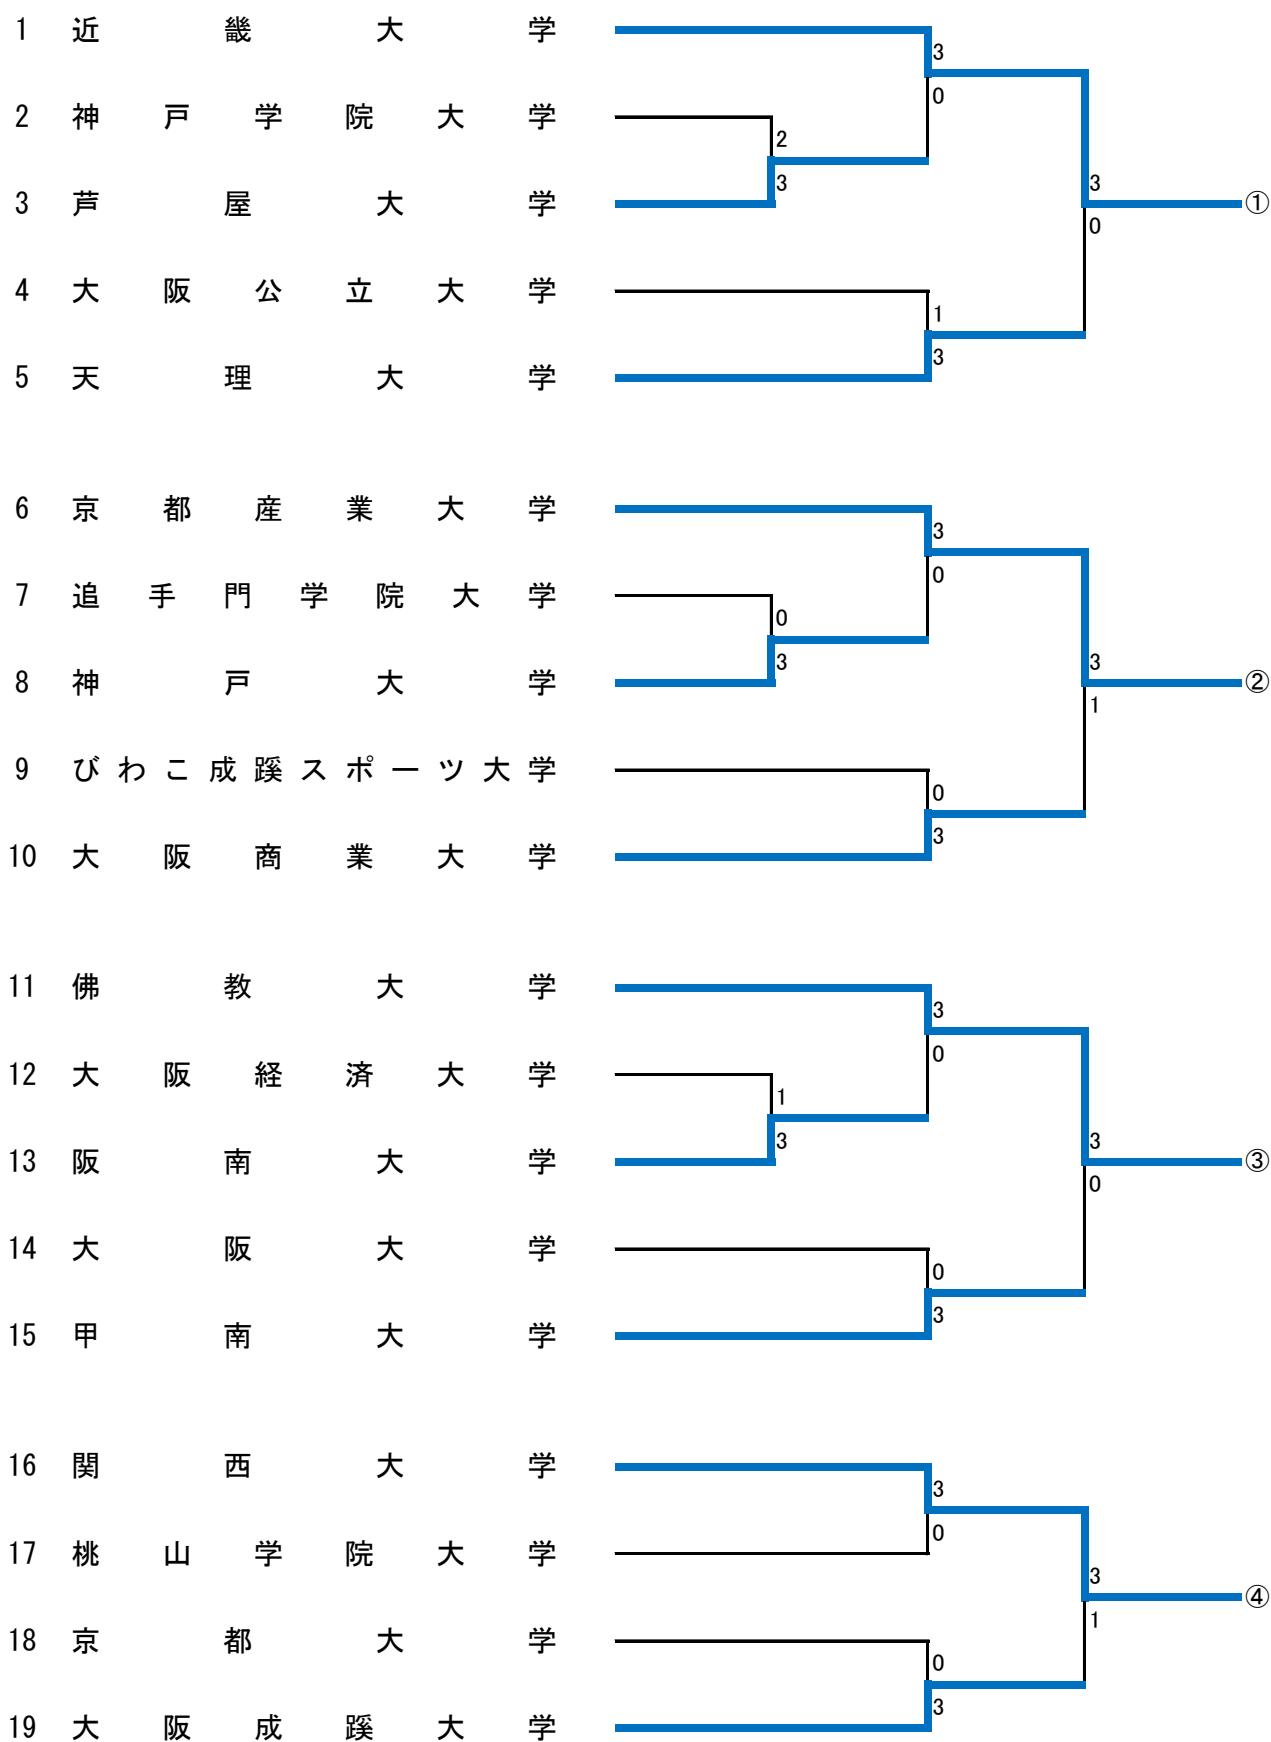 1 近畿大学
3
0
2 神戸学院大学
2
3
3 芦屋大学
3
①
0
4 大阪公立大学
1
3
5 天理大学
6 京都産業大学
3
0
7 追手門学院大学
0
3
8 神戸大学
3
②
1
9 びわこ成蹊スポーツ大学
0
3
10 大阪商業大学
11 佛教大学
3
0
12 大阪経済大学
1
3
13 阪南大学
3
③
0
14 大阪大学
0
3
15 甲南大学
16 関西大学
3
0
17 桃山学院大学
3
④
1
18 京都大学
0
3
19 大阪成蹊大学